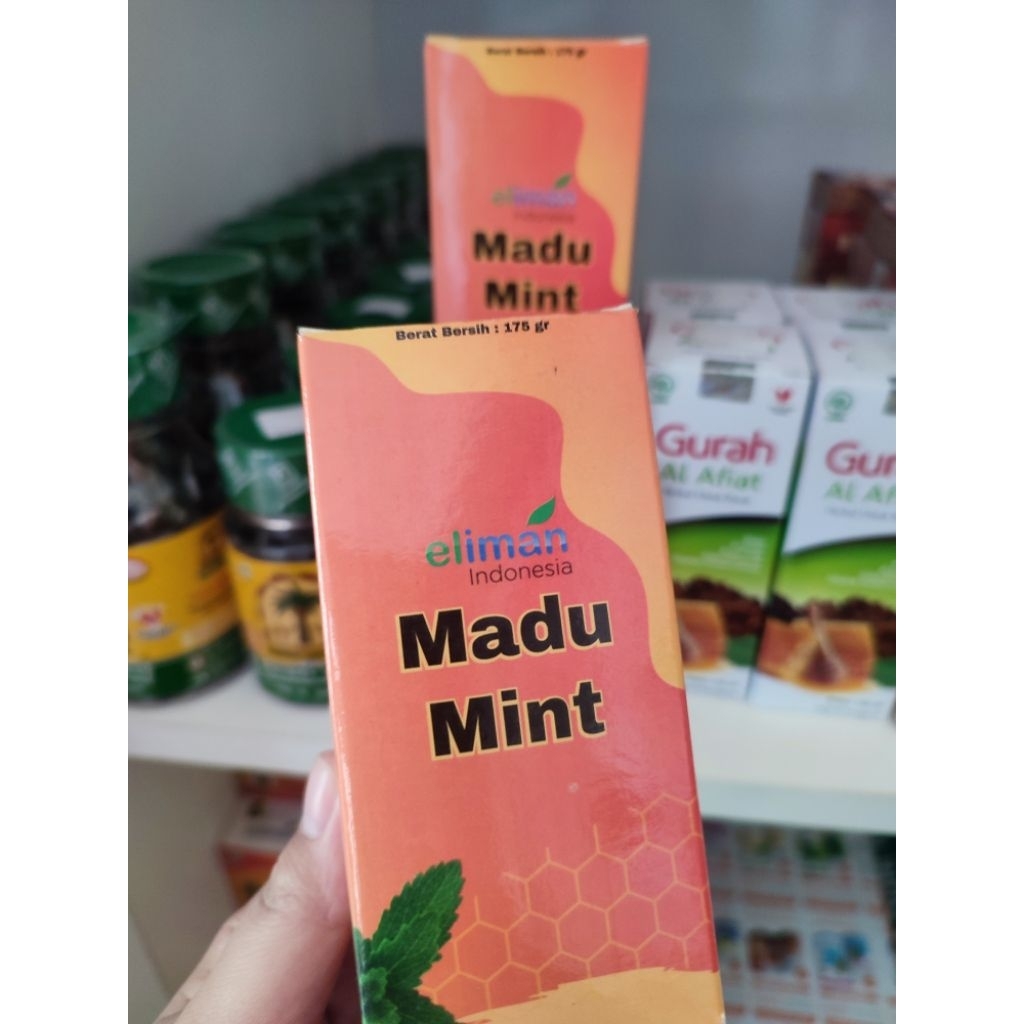 Berat Bersih : 175 gr
eliman
Indonesia
Madu
Mint
Berat Bersih : 175 gr
eliman
Indonesia
Madu
Mint
Gurah
Al Afiat
Gur
Al Af